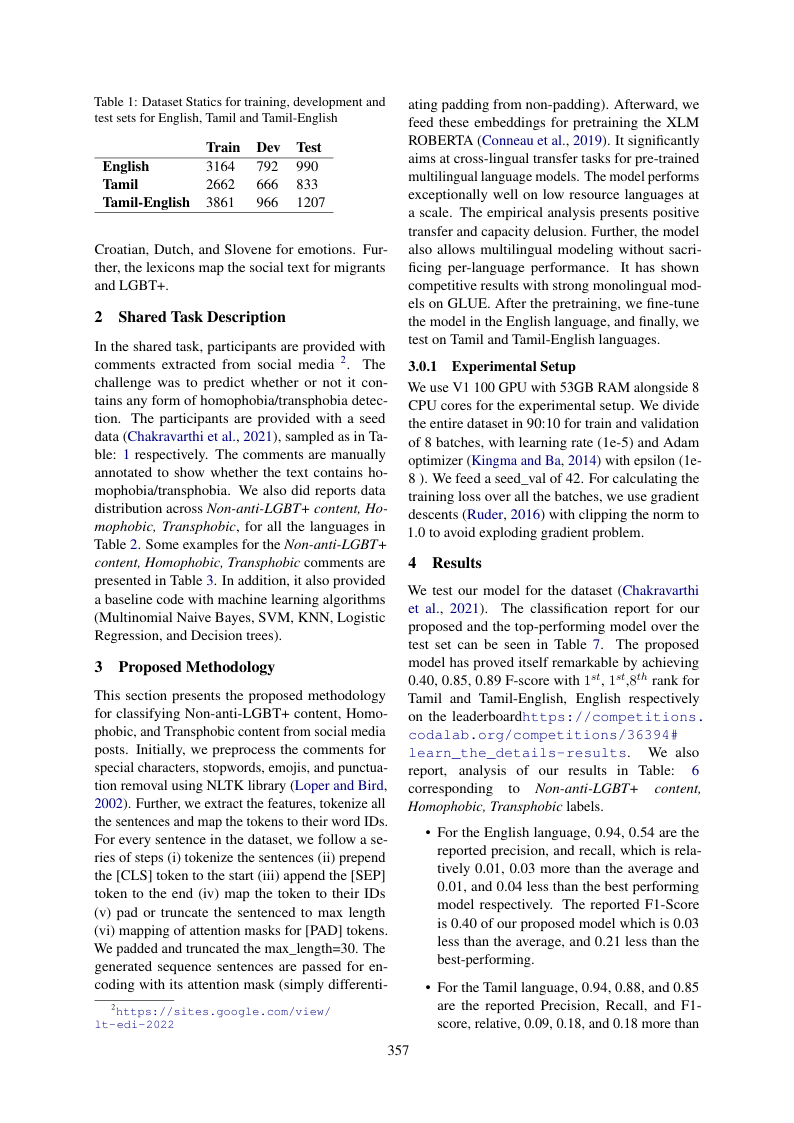 Table 1: Dataset Statics for training, development and
test sets for English, Tamil and Tamil-English
Train Dev Test
English 3164 792 990
Tamil 2662 666 833
Tamil-English 3861 966 1207
Croatian, Dutch, and Slovene for emotions. Fur-
ther, the lexicons map the social text for migrants
and LGBT+.
2 Shared Task Description
In the shared task, participants are provided with
comments extracted from social media 2. The
challenge was to predict whether or not it con-
tains any form of homophobia/transphobia detec-
tion. The participants are provided with a seed
data (Chakravarthi et al., 2021), sampled as in Ta-
ble: 1 respectively. The comments are manually
annotated to show whether the text contains ho-
mophobia/transphobia. We also did reports data
distribution across Non-anti-LGBT+ content, Ho-
mophobic, Transphobic, for all the languages in
Table 2. Some examples for the Non-anti-LGBT+
content, Homophobic, Transphobic comments are
presented in Table 3. In addition, it also provided
a baseline code with machine learning algorithms
(Multinomial Naive Bayes, SVM, KNN, Logistic
Regression, and Decision trees).
3 Proposed Methodology
This section presents the proposed methodology
for classifying Non-anti-LGBT+ content, Homo-
phobic, and Transphobic content from social media
posts. Initially, we preprocess the comments for
special characters, stopwords, emojis, and punctua-
tion removal using NLTK library (Loper and Bird,
2002). Further, we extract the features, tokenize all
the sentences and map the tokens to their word IDs.
For every sentence in the dataset, we follow a se-
ries of steps (i) tokenize the sentences (ii) prepend
the [CLS] token to the start (iii) append the [SEP]
token to the end (iv) map the token to their IDs
(v) pad or truncate the sentenced to max length
(vi) mapping of attention masks for [PAD] tokens.
We padded and truncated the max_length=30. The
generated sequence sentences are passed for en-
coding with its attention mask (simply differenti-
2https://sites.google.com/view/
lt-edi-2022
ating padding from non-padding). Afterward, we
feed these embeddings for pretraining the XLM
ROBERTA (Conneau et al., 2019). It significantly
aims at cross-lingual transfer tasks for pre-trained
multilingual language models. The model performs
exceptionally well on low resource languages at
a scale. The empirical analysis presents positive
transfer and capacity delusion. Further, the model
also allows multilingual modeling without sacri-
ficing per-language performance. It has shown
competitive results with strong monolingual mod-
els on GLUE. After the pretraining, we fine-tune
the model in the English language, and finally, we
test on Tamil and Tamil-English languages.
3.0.1 Experimental Setup
We use V1 100 GPU with 53GB RAM alongside 8
CPU cores for the experimental setup. We divide
the entire dataset in 90:10 for train and validation
of 8 batches, with learning rate (1e-5) and Adam
optimizer (Kingma and Ba, 2014) with epsilon (1e-
8 ). We feed a seed_val of 42. For calculating the
training loss over all the batches, we use gradient
descents (Ruder, 2016) with clipping the norm to
1.0 to avoid exploding gradient problem.
4 Results
We test our model for the dataset (Chakravarthi
et al., 2021). The classification report for our
proposed and the top-performing model over the
test set can be seen in Table 7. The proposed
model has proved itself remarkable by achieving
0.40, 0.85, 0.89 F-score with 1st, 1st,8th rank for
Tamil and Tamil-English, English respectively
on the leaderboardhttps://competitions.
codalab.org/competitions/36394#
learn_the_details-results. We also
report, analysis of our results in Table: 6
corresponding to Non-anti-LGBT+ content,
Homophobic, Transphobic labels.
• For the English language, 0.94, 0.54 are the
reported precision, and recall, which is rela-
tively 0.01, 0.03 more than the average and
0.01, and 0.04 less than the best performing
model respectively. The reported F1-Score
is 0.40 of our proposed model which is 0.03
less than the average, and 0.21 less than the
best-performing.
• For the Tamil language, 0.94, 0.88, and 0.85
are the reported Precision, Recall, and F1-
score, relative, 0.09, 0.18, and 0.18 more than
357